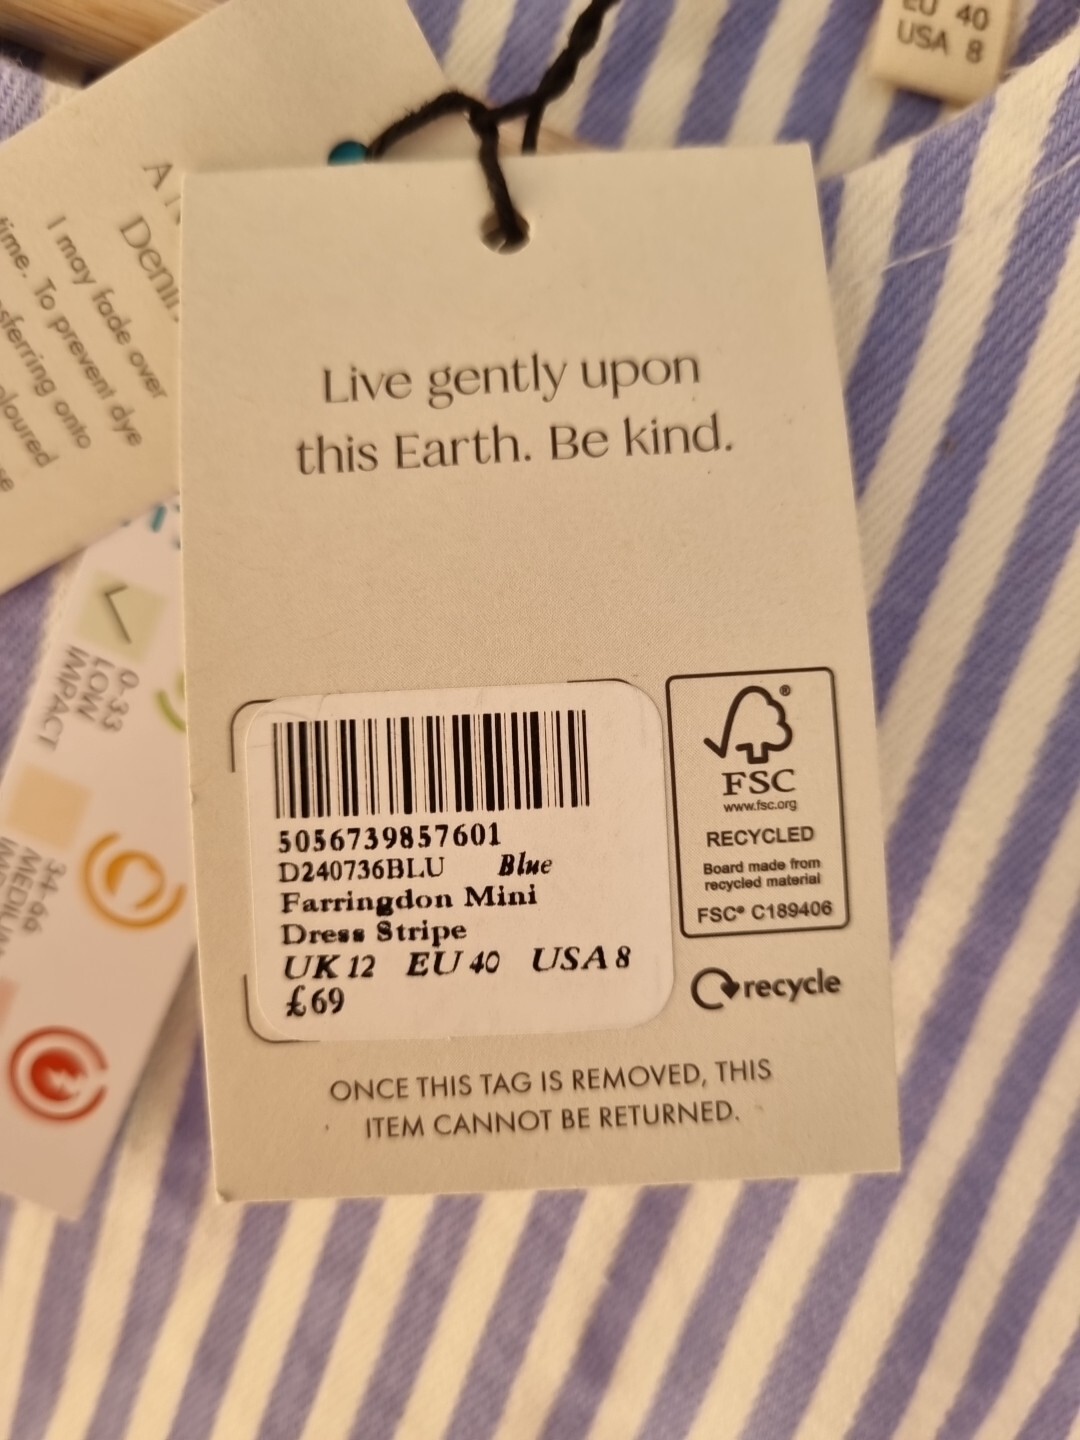 EU 40
USA 8
A
I may fade over
time. To prevent dye
onto
Live gently upon
this Earth. Be kind.
0-33
LOW
IMPACT
34-66
MEDIUM
5056739857601
D240736BLU Blue
Farringdon Mini
Dress Stripe
UK 12 EU 40 USA 8
£69
FSC®
www.fsc.org
RECYCLED
Board made from
recycled material
FSC® C189406
recycle
ONCE THIS TAG IS REMOVED, THIS
ITEM CANNOT BE RETURNED.